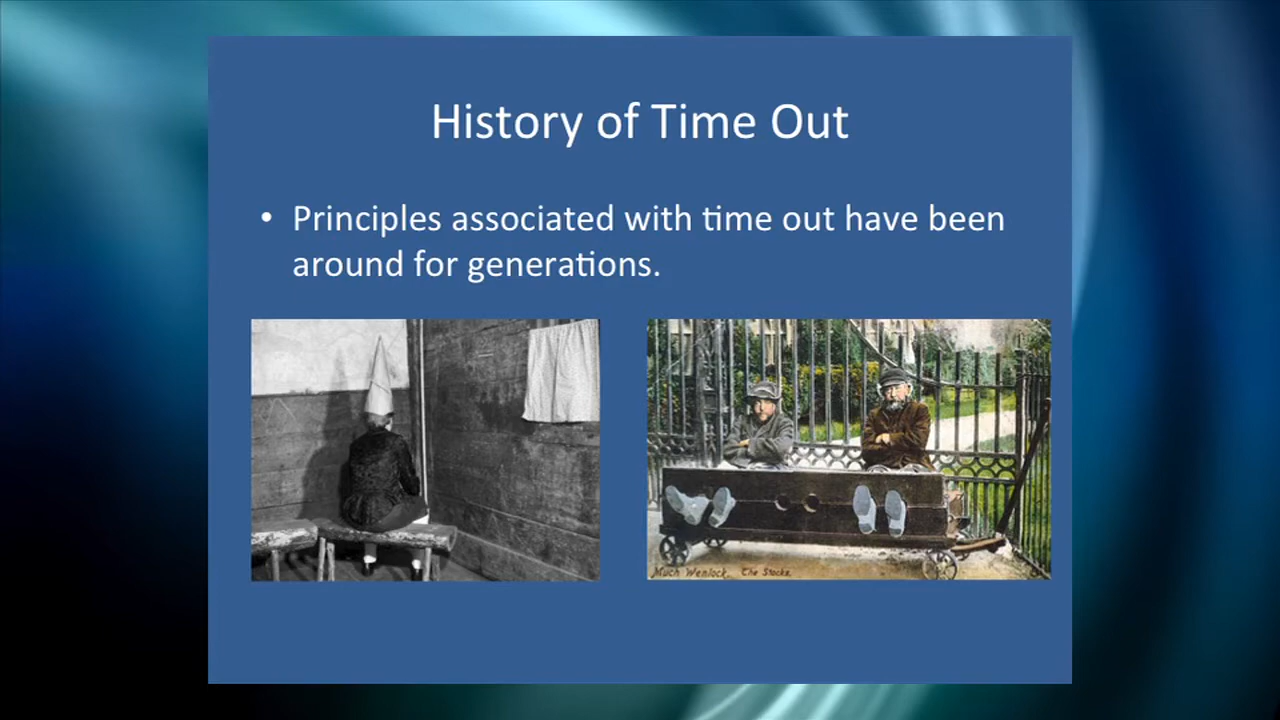 History of Time Out
• Principles associated with time out have been
around for generations.
Much Wenlock. The Stocks.